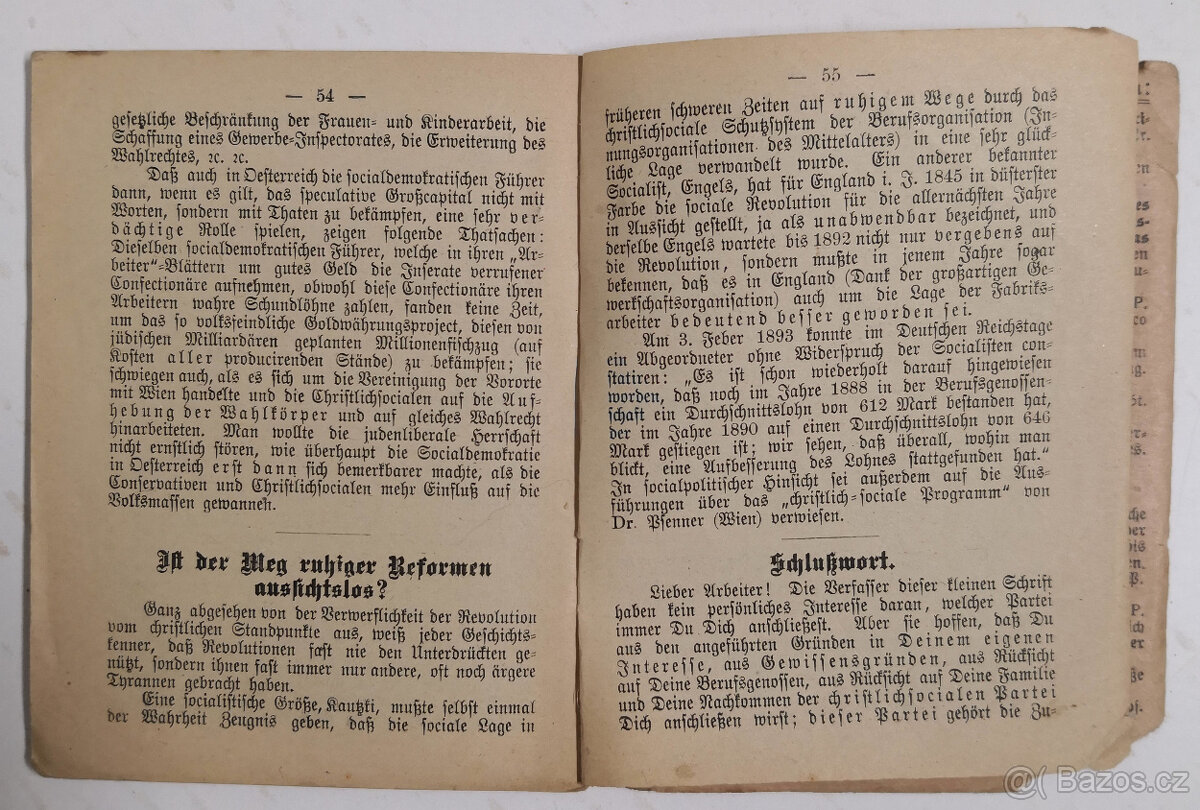 — 54 —
gesetzliche Beschränkung der Frauen- und Kinderarbeit, die
Schaffung eines Gewerbe-Inspectorates, die Erweiterung des
Wahlrechtes, ꝛc. ꝛc.
Daß auch in Oesterreich die socialdemokratischen Führer
dann, wenn es gilt, das speculative Großcapital nicht mit
Worten, sondern mit Thaten zu bekämpfen, eine sehr ver-
dächtige Rolle spielen, zeigen folgende Thatsachen:
Dieselben socialdemokratischen Führer, welche in ihren „Ar-
beiter“-Blättern um gutes Geld die Inserate verrufener
Confectionäre aufnehmen, obwohl diese Confectionäre ihren
Arbeitern wahre Schundlöhne zahlen, fanden keine Zeit,
um das so volksfeindliche Goldwährungsproject, diesen von
jüdischen Milliardären geplanten Millionenfischzug (auf
Kosten aller producirenden Stände) zu bekämpfen; sie
schwiegen auch, als es sich um die Vereinigung der Vororte
mit Wien handelte und die Christlichsocialen auf die Auf-
hebung der Wahlkörper und auf gleiches Wahlrecht
hinarbeiteten. Man wollte die judenliberale Herrschaft
nicht ernstlich stören, wie überhaupt die Socialdemokratie
in Oesterreich erst dann sich bemerkbarer machte, als die
Conservativen und Christlichsocialen mehr Einfluß auf die
Volksmassen gewannen.
Ist der Weg ruhiger Reformen
aussichtslos?
Ganz abgesehen von der Verwerflichkeit der Revolution
vom christlichen Standpunkte aus, weiß jeder Geschichts-
kenner, daß Revolutionen fast nie den Unterdrückten ge-
nützt, sondern ihnen fast immer nur andere, oft noch ärgere
Tyrannen gebracht haben.
Eine socialistische Größe, Kautzki, mußte selbst einmal
der Wahrheit Zeugnis geben, daß die sociale Lage in
— 55 —
früheren schweren Zeiten auf ruhigem Wege durch das
christlichsociale Schutzsystem der Berufsorganisation (In-
nungsorganisationen des Mittelalters) in eine sehr glück-
liche Lage verwandelt wurde. Ein anderer bekannter
Socialist, Engels, hat für England i. J. 1845 in düsterster
Farbe die sociale Revolution für die allernächsten Jahre
in Aussicht gestellt, ja als unabwendbar bezeichnet, und
derselbe Engels wartete bis 1892 nicht nur vergebens auf
die Revolution, sondern mußte in jenem Jahre sogar
bekennen, daß es in England (Dank der großartigen Ge-
werkschaftsorganisation) auch um die Lage der Fabriks-
arbeiter bedeutend besser geworden sei.
Am 3. Feber 1893 konnte im Deutschen Reichstage
ein Abgeordneter ohne Widerspruch der Socialisten con-
statiren: „Es ist schon wiederholt darauf hingewiesen
worden, daß noch im Jahre 1888 in der Berufsgenossen-
schaft ein Durchschnittslohn von 612 Mark bestanden hat,
der im Jahre 1890 auf einen Durchschnittslohn von 646
Mark gestiegen ist; wir sehen, daß überall, wohin man
blickt, eine Aufbesserung des Lohnes stattgefunden hat.“
In socialpolitischer Hinsicht sei außerdem auf die Aus-
führungen über das „christlich-sociale Programm“ von
Dr. Psenner (Wien) verwiesen.
Schlußwort.
Lieber Arbeiter! Die Verfasser dieser kleinen Schrift
haben kein persönliches Interesse daran, welcher Partei
immer Du Dich anschließest. Aber sie hoffen, daß Du
aus den angeführten Gründen in Deinem eigenen
Interesse, aus Gewissensgründen, aus Rücksicht
auf Deine Berufsgenossen, aus Rücksicht auf Deine Familie
und Deine Nachkommen der christlichsocialen Partei
Dich anschließen wirst; dieser Partei gehört die Zu-
Bazos.cz